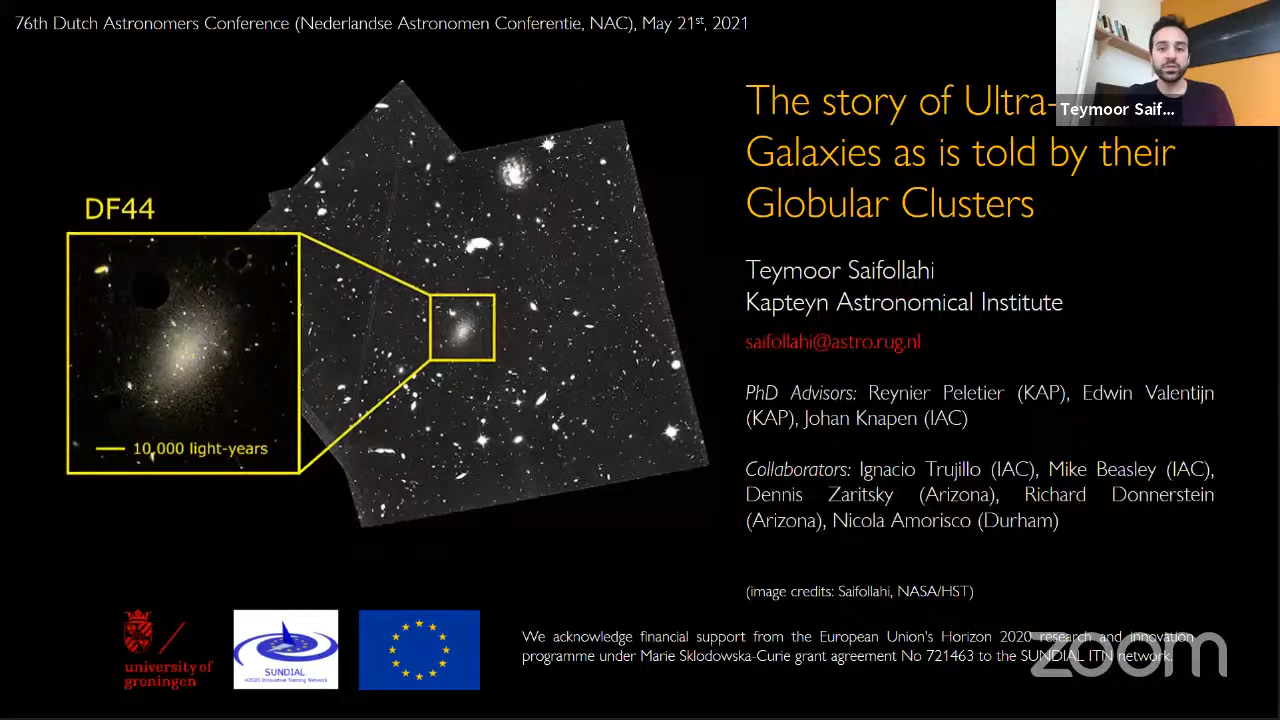 76th Dutch Astronomers Conference (Nederlandse Astronomen Conferentie, NAC), May 21st, 2021
The story of Ultra-
Galaxies as is told by their
Globular Clusters
Teymoor Saif...
DF44
10,000 light-years
Teymoor Saifollahi
Kapteyn Astronomical Institute
saifollahi@astro.rug.nl
PhD Advisors: Reynier Peletier (KAP), Edwin Valentijn
(KAP), Johan Knapen (IAC)
Collaborators: Ignacio Trujillo (IAC), Mike Beasley (IAC),
Dennis Zaritsky (Arizona), Richard Donnerstein
(Arizona), Nicola Amorisco (Durham)
(image credits: Saifollahi, NASA/HST)
university of
groningen
SUNDIAL
H2020 Innovative Training Network
We acknowledge financial support from the European Union's Horizon 2020 research and innovation
programme under Marie Sklodowska-Curie grant agreement No 721463 to the SUNDIAL ITN network.
zoom